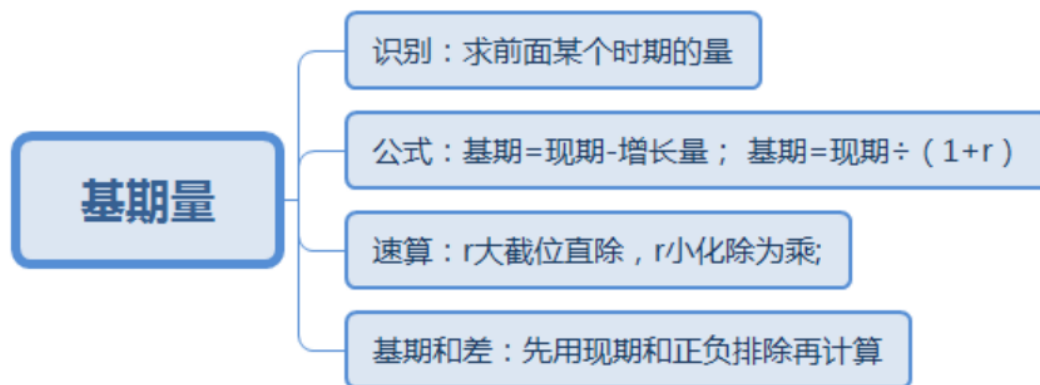 基期量
识别：求前面某个时期的量
公式：基期=现期-增长量； 基期=现期÷（1+r）
速算：r大截位直除，r小化除为乘;
基期和差：先用现期和正负排除再计算